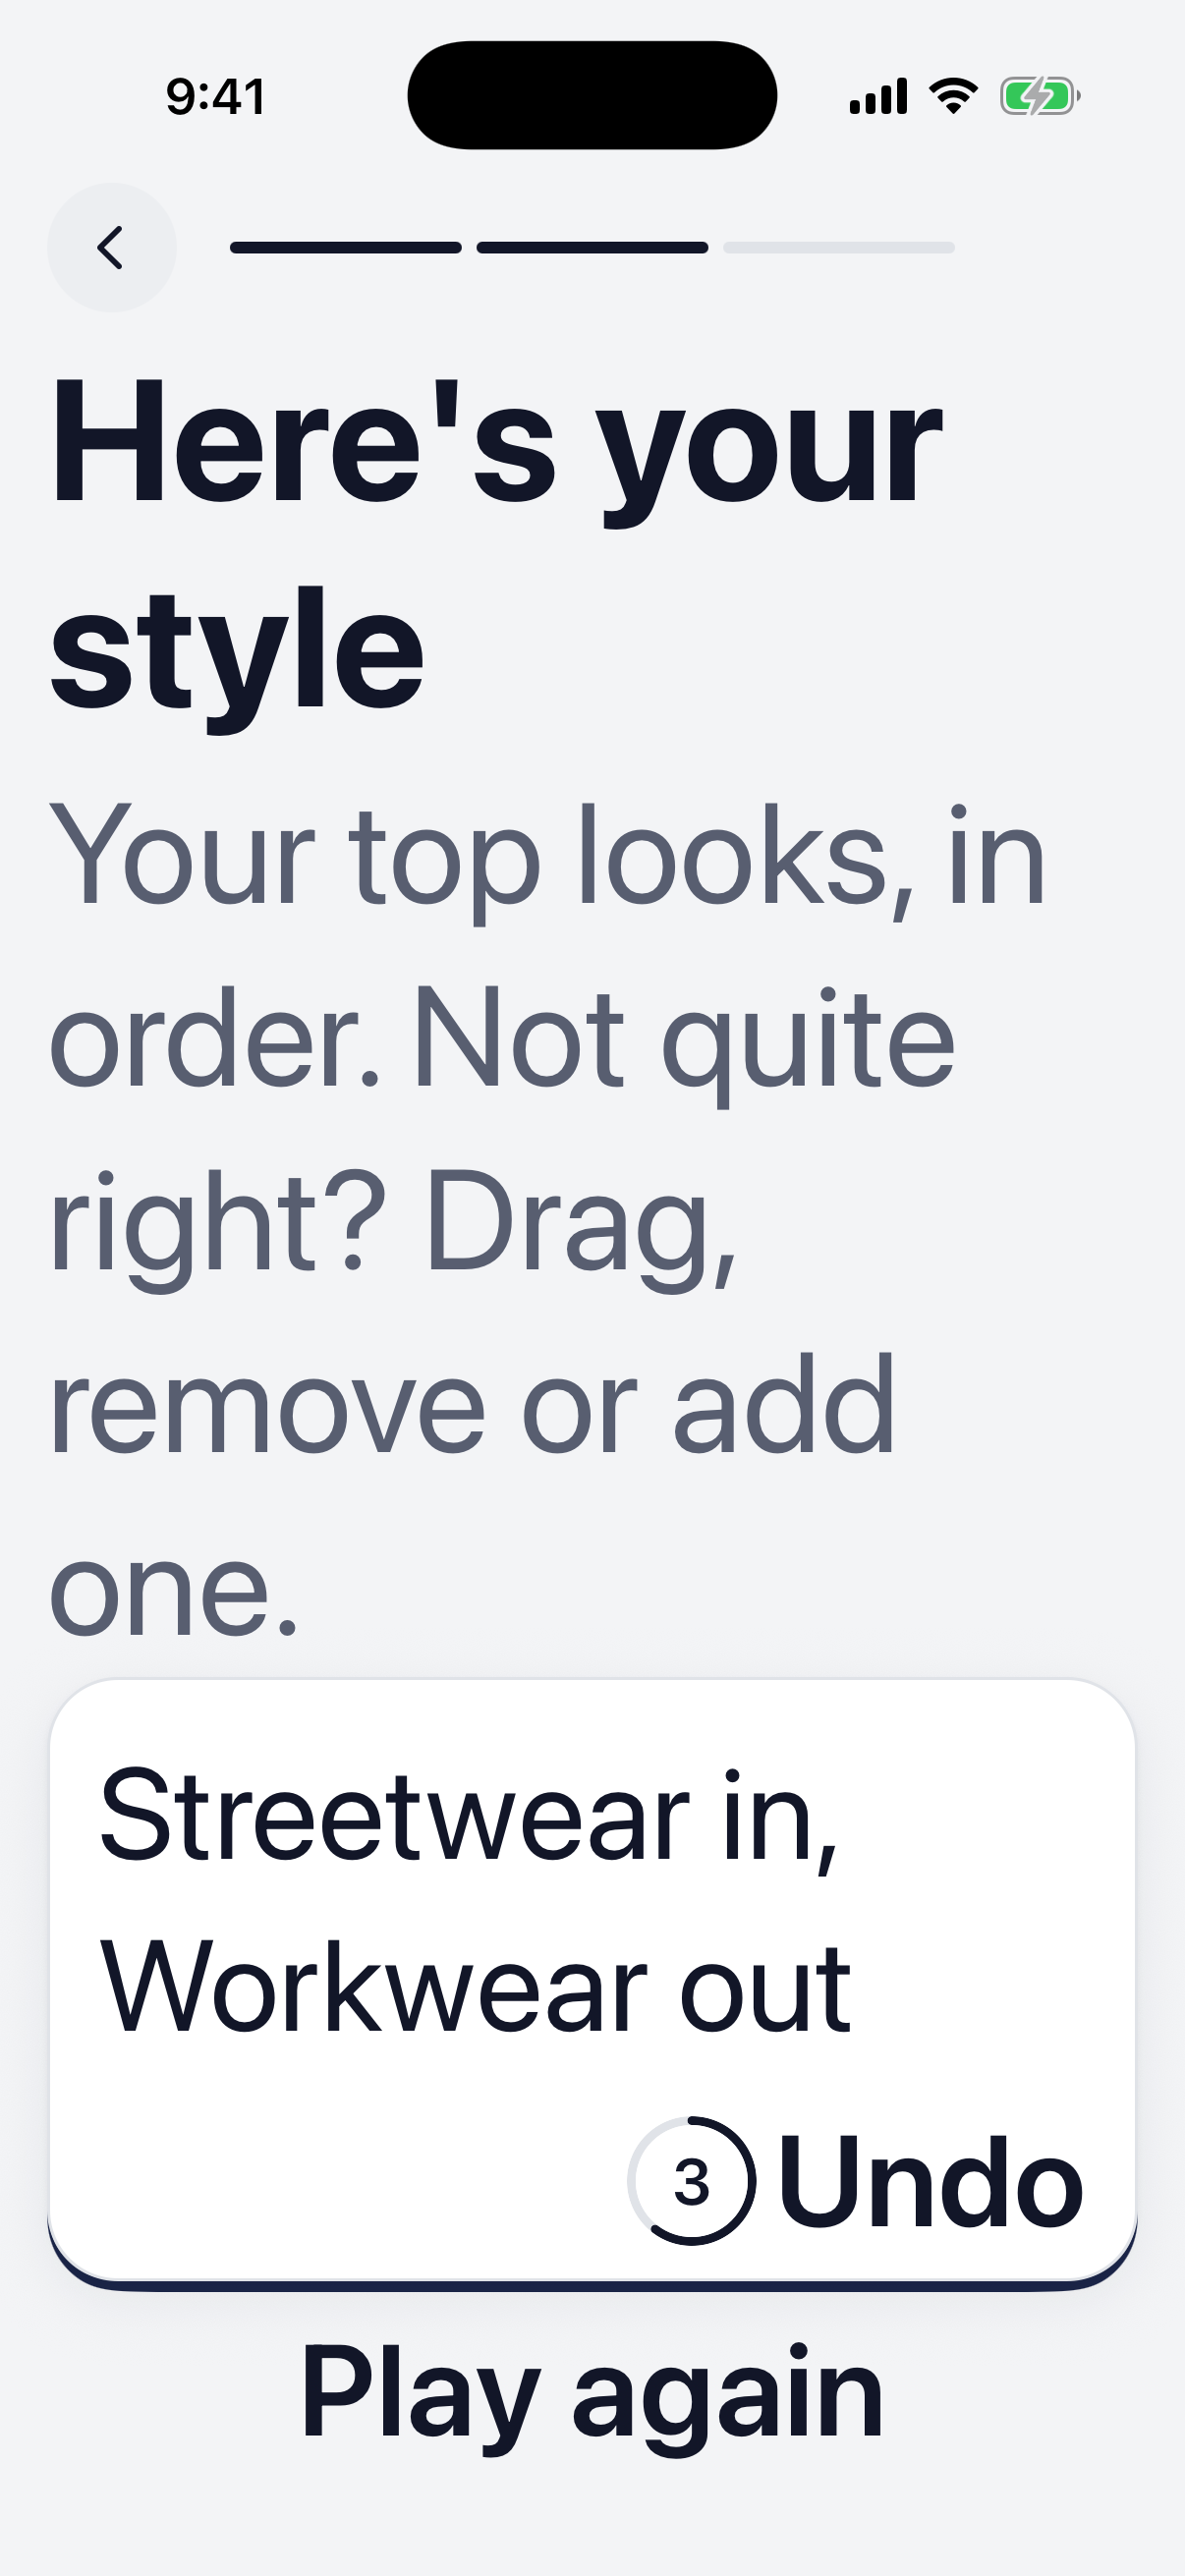 9:41
Here's your
style
Your top looks, in
order. Not quite
right? Drag,
remove or add
one.
Streetwear in,
Workwear out
3 Undo
Play again